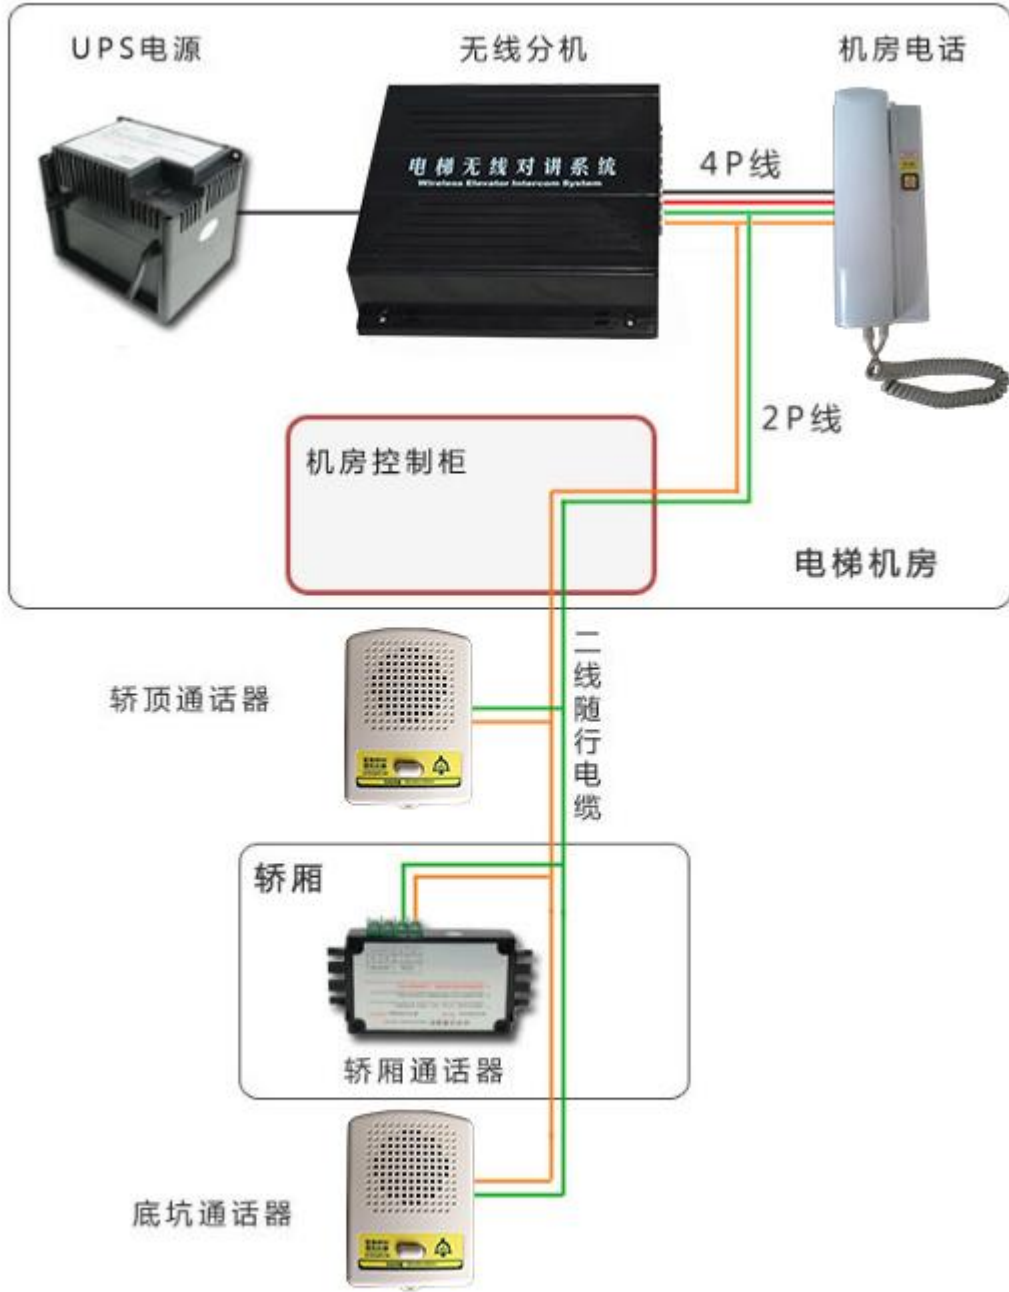 UPS电源
无线分机
机房电话
电梯无线对讲系统
Wireless Elevator Intercom System
4P线
2P线
机房控制柜
电梯机房
二线随行电缆
轿顶通话器
轿厢
轿厢通话器
底坑通话器